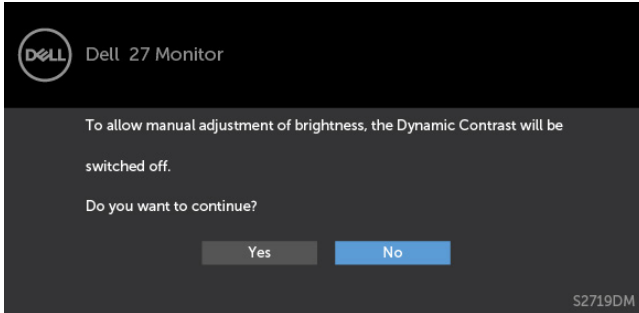 DELL
Dell 27 Monitor
To allow manual adjustment of brightness, the Dynamic Contrast will be
switched off.
Do you want to continue?
Yes No
S2719DM